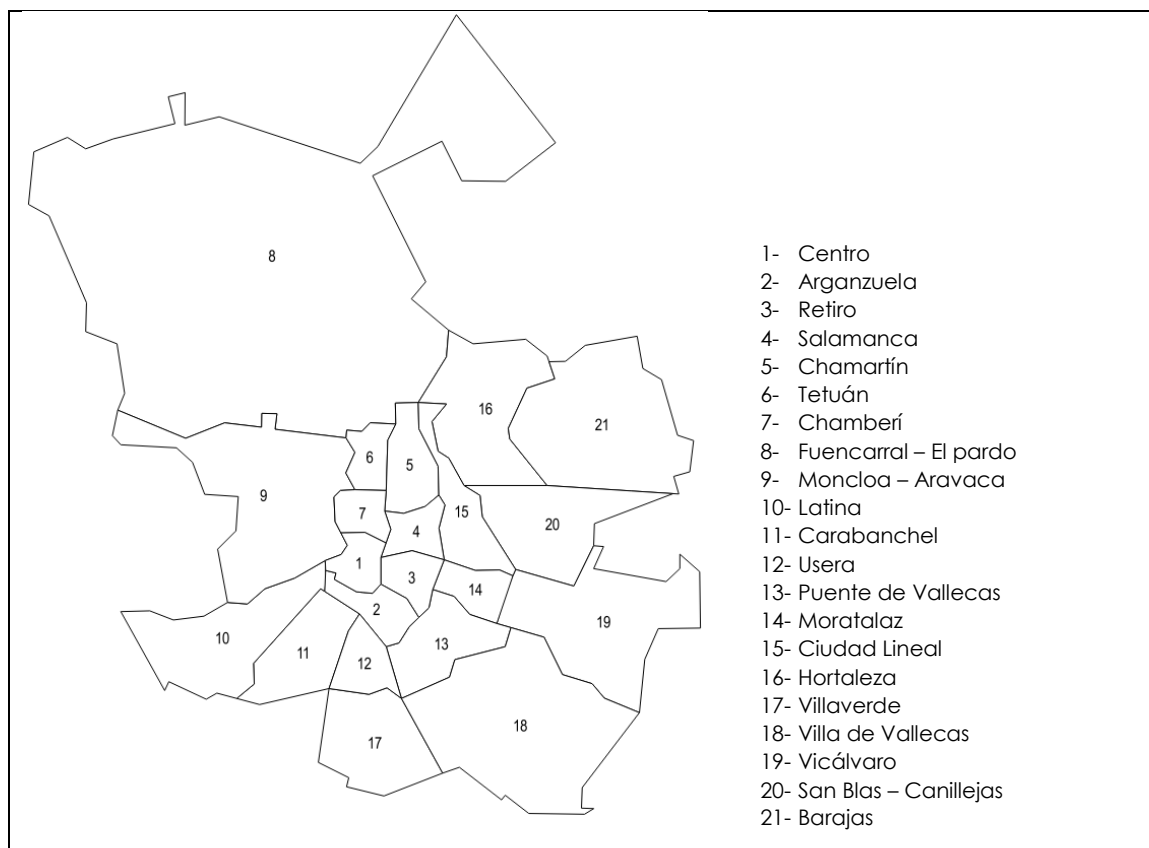 8
16
21
6
5
9
7
15
20
4
1
3
14
2
19
10
11
12
13
18
17
1- Centro
2- Arganzuela
3- Retiro
4- Salamanca
5- Chamartín
6- Tetuán
7- Chamberí
8- Fuencarral – El pardo
9- Moncloa – Aravaca
10- Latina
11- Carabanchel
12- Usera
13- Puente de Vallecas
14- Moratalaz
15- Ciudad Lineal
16- Hortaleza
17- Villaverde
18- Villa de Vallecas
19- Vicálvaro
20- San Blas – Canillejas
21- Barajas